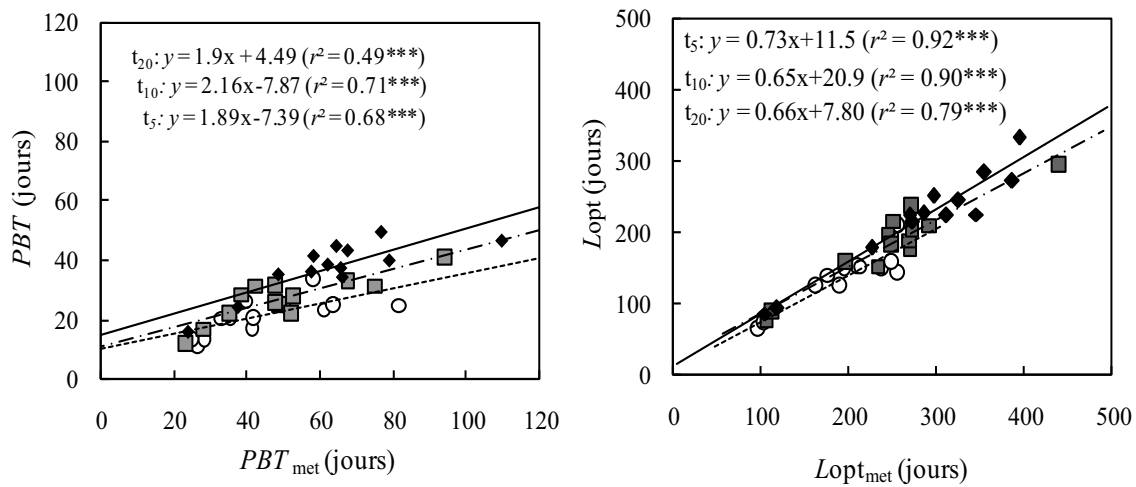 120
100
80
60
40
20
0
PBT (jours)
t₂₀: y = 1.9x + 4.49 (r² = 0.49***)
t₁₀: y = 2.16x-7.87 (r² = 0.71***)
t₅: y = 1.89x-7.39 (r² = 0.68***)
0 20 40 60 80 100 120
PBT met (jours)
500
400
300
200
100
0
Lopt (jours)
t₅: y = 0.73x+11.5 (r² = 0.92***)
t₁₀: y = 0.65x+20.9 (r² = 0.90***)
t₂₀: y = 0.66x+7.80 (r² = 0.79***)
0 100 200 300 400 500
Loptmet (jours)